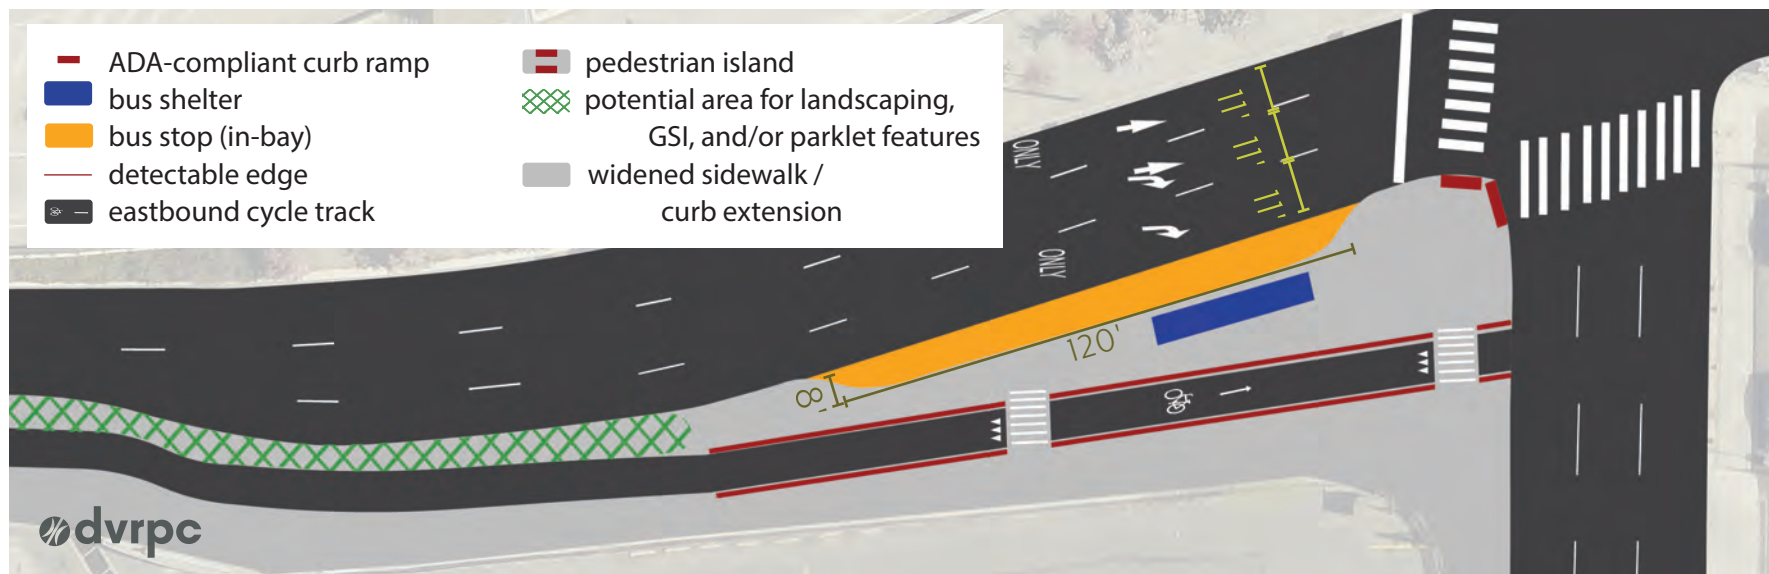 ADA-compliant curb ramp
bus shelter
bus stop (in-bay)
detectable edge
eastbound cycle track
pedestrian island
potential area for landscaping,
GSI, and/or parklet features
widened sidewalk /
curb extension
ONLY
ONLY
11'
11'
11'
120'
8'
dvrpc